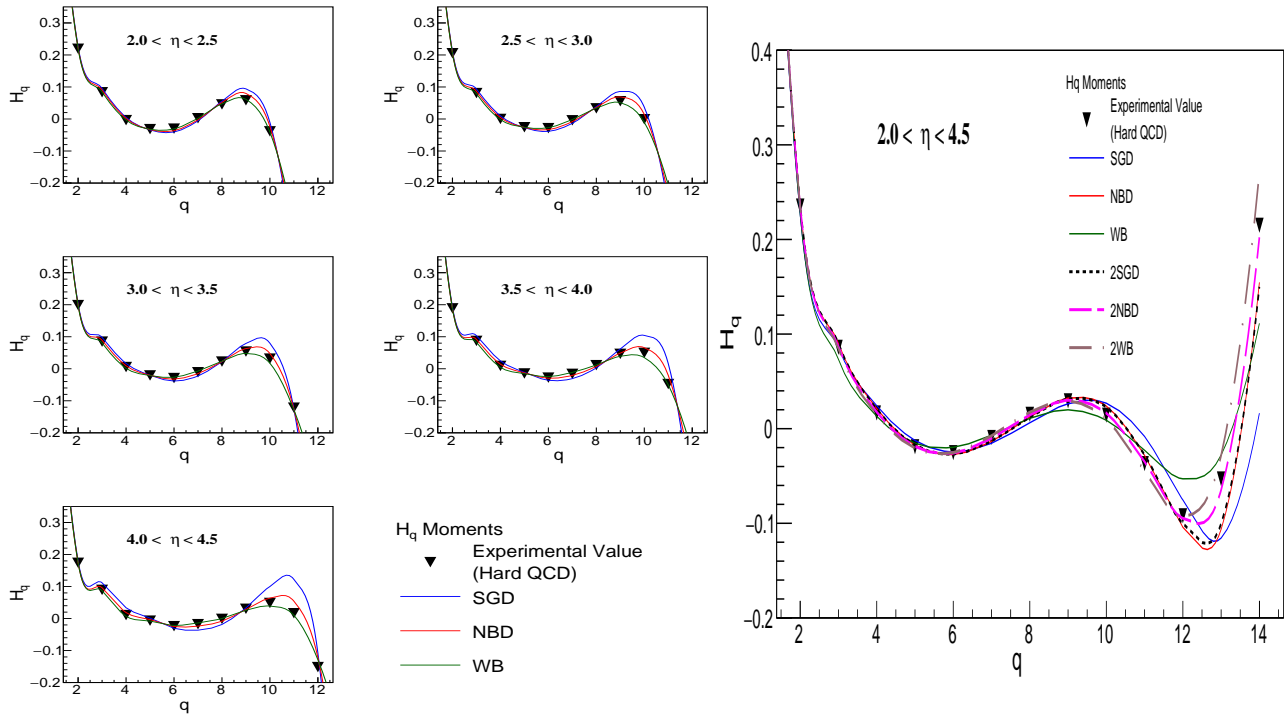 2.0 < η < 2.5
H_q
0.3
0.2
0.1
0
−0.1
−0.2
2 4 6 8 10 12
q
2.5 < η < 3.0
H_q
0.3
0.2
0.1
0
−0.1
−0.2
2 4 6 8 10 12
q
3.0 < η < 3.5
H_q
0.3
0.2
0.1
0
−0.1
−0.2
2 4 6 8 10 12
q
3.5 < η < 4.0
H_q
0.3
0.2
0.1
0
−0.1
−0.2
2 4 6 8 10 12
q
4.0 < η < 4.5
H_q
0.3
0.2
0.1
0
−0.1
−0.2
2 4 6 8 10 12
q
H_q Moments
Experimental Value
(Hard QCD)
SGD
NBD
WB
2.0 < η < 4.5
H_q
0.4
0.3
0.2
0.1
0
−0.1
−0.2
2 4 6 8 10 12 14
q
Hq Moments
Experimental Value
(Hard QCD)
SGD
NBD
WB
2SGD
2NBD
2WB